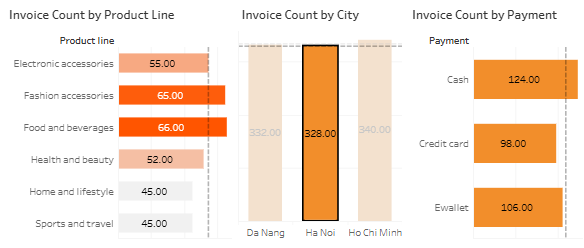 Invoice Count by Product Line
Product line
Electronic accessories 55.00
Fashion accessories 65.00
Food and beverages 66.00
Health and beauty 52.00
Home and lifestyle 45.00
Sports and travel 45.00
Invoice Count by City
332.00 328.00 340.00
Da Nang Ha Noi Ho Chi Minh
Invoice Count by Payment
Payment
Cash 124.00
Credit card 98.00
Ewallet 106.00